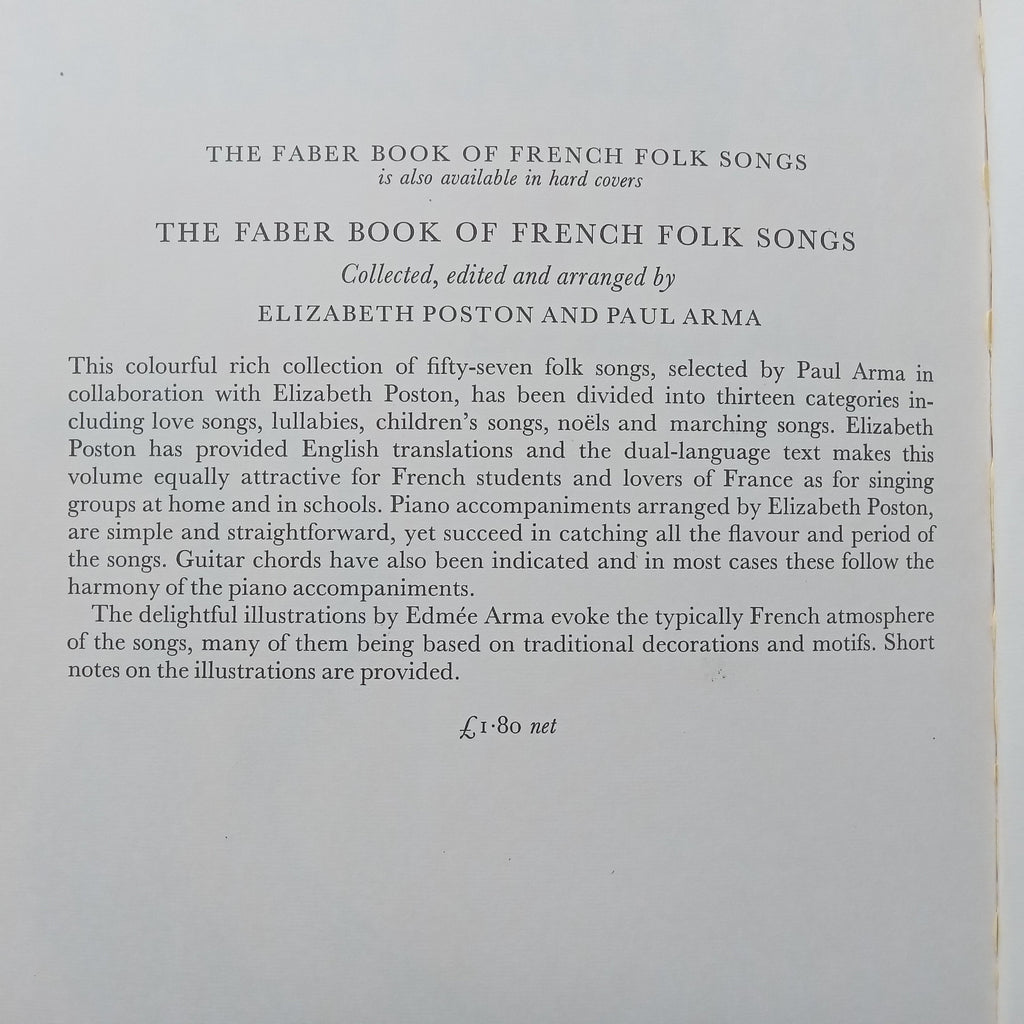 THE FABER BOOK OF FRENCH FOLK SONGS
is also available in hard covers
THE FABER BOOK OF FRENCH FOLK SONGS
Collected, edited and arranged by
ELIZABETH POSTON AND PAUL ARMA
This colourful rich collection of fifty-seven folk songs, selected by Paul Arma in
collaboration with Elizabeth Poston, has been divided into thirteen categories in-
cluding love songs, lullabies, children's songs, noëls and marching songs. Elizabeth
Poston has provided English translations and the dual-language text makes this
volume equally attractive for French students and lovers of France as for singing
groups at home and in schools. Piano accompaniments arranged by Elizabeth Poston,
are simple and straightforward, yet succeed in catching all the flavour and period of
the songs. Guitar chords have also been indicated and in most cases these follow the
harmony of the piano accompaniments.
The delightful illustrations by Edmée Arma evoke the typically French atmosphere
of the songs, many of them being based on traditional decorations and motifs. Short
notes on the illustrations are provided.
£1·80 net